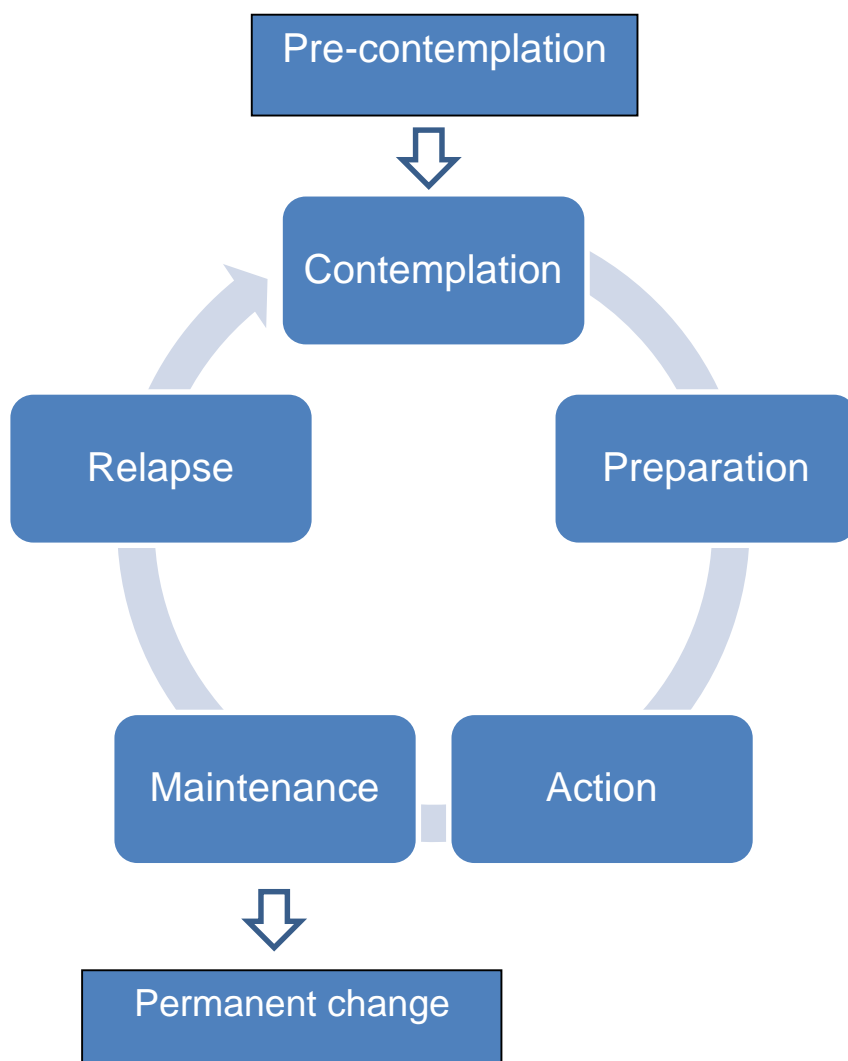 Pre-contemplation
Contemplation
Relapse
Preparation
Maintenance
Action
Permanent change